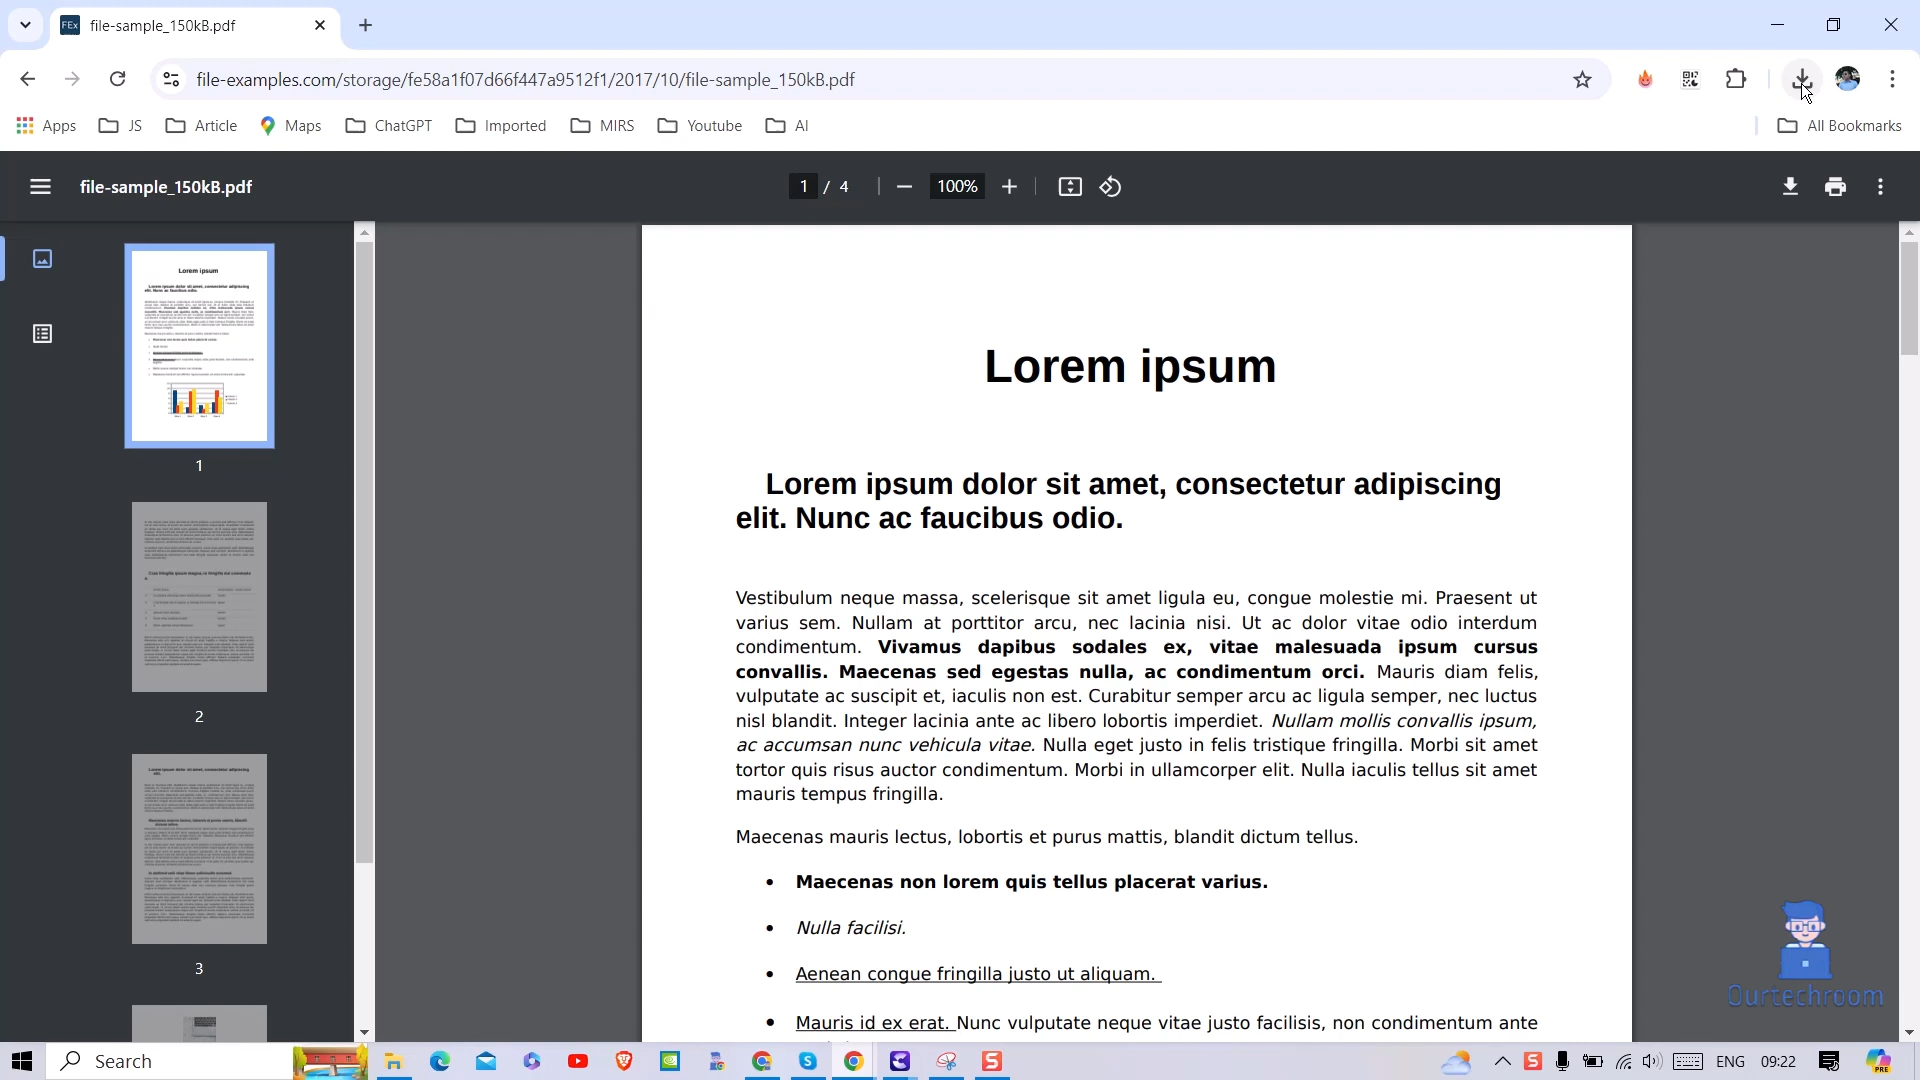 FEx file-sample_150kB.pdf
file-examples.com/storage/fe58a1f07d66f447a9512f1/2017/10/file-sample_150kB.pdf
Apps JS Article Maps ChatGPT Imported MIRS Youtube AI All Bookmarks
file-sample_150kB.pdf 1 / 4 100%
Lorem ipsum
1
2
3
Lorem ipsum
Lorem ipsum dolor sit amet, consectetur adipiscing
elit. Nunc ac faucibus odio.
Vestibulum neque massa, scelerisque sit amet ligula eu, congue molestie mi. Praesent ut
varius sem. Nullam at porttitor arcu, nec lacinia nisi. Ut ac dolor vitae odio interdum
condimentum. Vivamus dapibus sodales ex, vitae malesuada ipsum cursus
convallis. Maecenas sed egestas nulla, ac condimentum orci. Mauris diam felis,
vulputate ac suscipit et, iaculis non est. Curabitur semper arcu ac ligula semper, nec luctus
nisl blandit. Integer lacinia ante ac libero lobortis imperdiet. Nullam mollis convallis ipsum,
ac accumsan nunc vehicula vitae. Nulla eget justo in felis tristique fringilla. Morbi sit amet
tortor quis risus auctor condimentum. Morbi in ullamcorper elit. Nulla iaculis tellus sit amet
mauris tempus fringilla.
Maecenas mauris lectus, lobortis et purus mattis, blandit dictum tellus.
• Maecenas non lorem quis tellus placerat varius.
• Nulla facilisi.
• Aenean congue fringilla justo ut aliquam.
• Mauris id ex erat. Nunc vulputate neque vitae justo facilisis, non condimentum ante
Ourtechroom
Search
ENG 09:22
PRE